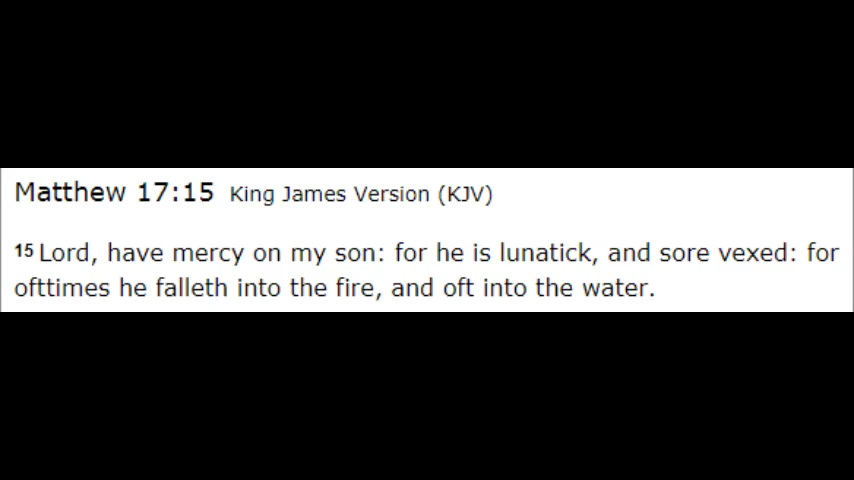 Matthew 17:15 King James Version (KJV)
15 Lord, have mercy on my son: for he is lunatick, and sore vexed: for
ofttimes he falleth into the fire, and oft into the water.